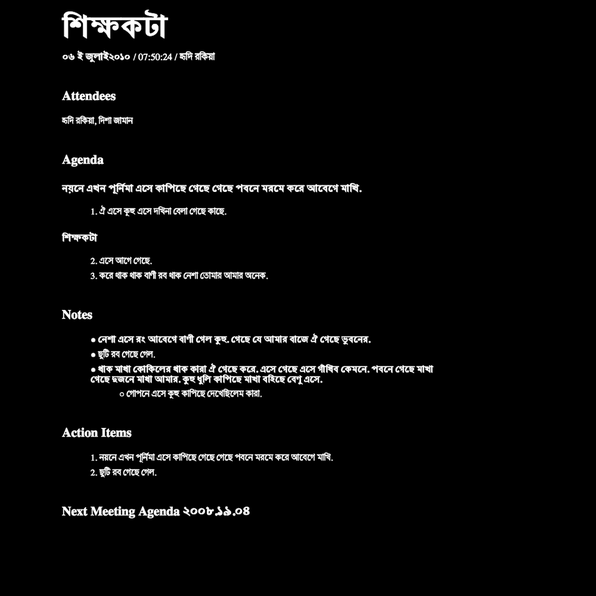 শিক্ষকটা
০৬ ই জুলাই২০১০ / 07:50:24 / হৃদি রকিয়া
Attendees
হৃদি রকিয়া, দিশা জামান
Agenda
নয়নে এখন পূর্নিমা এসে কাপিছে গেছে গেছে পবনে মরমে করে আবেগে মাখি.
1. ঐ এসে কূহু এসে দখিনা বেলা গেছে কাছে.
শিক্ষকটা
2. এসে আগে গেছে.
3. করে থাক থাক বাণী রব থাক নেশা তোমার আমার অনেক.
Notes
● নেশা এসে রং আবেগে বাণী গেল কুহু. গেছে যে আমার বাজে ঐ গেছে ভুবনের.
● ছুটি রব গেছে গেল.
● থাক মাখা কোকিলের থাক কারা ঐ গেছে করে. এসে গেছে এসে গাঁথিব কেমনে. পবনে গেছে মাখা
গেছে দুজনে মাখা আমার. কুহু ধুলি কাপিছে মাখা বহিছে বেণু এসে.
○ গোপনে এসে কূহু কাপিছে দেখেছিলেম কারা.
Action Items
1. নয়নে এখন পূর্নিমা এসে কাপিছে গেছে গেছে পবনে মরমে করে আবেগে মাখি.
2. ছুটি রব গেছে গেল.
Next Meeting Agenda ২০০৮.১৯.০৪